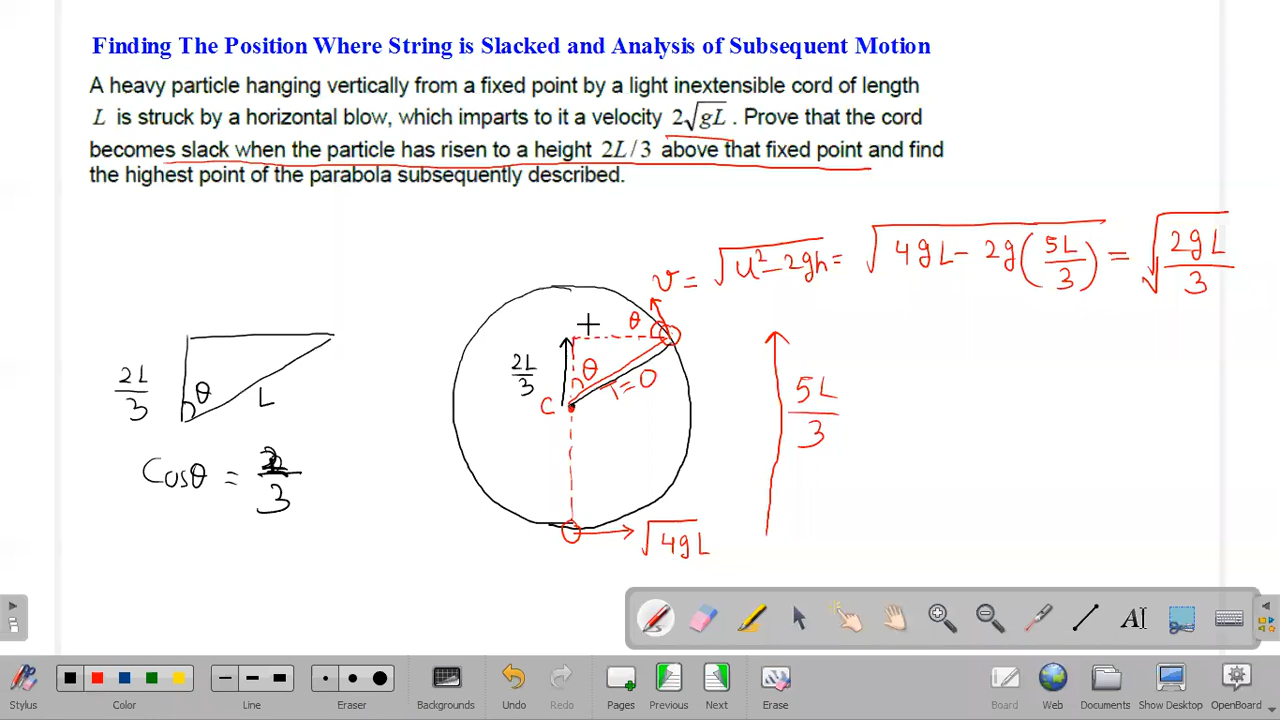 Finding The Position Where String is Slacked and Analysis of Subsequent Motion
A heavy particle hanging vertically from a fixed point by a light inextensible cord of length
L is struck by a horizontal blow, which imparts to it a velocity 2√gL . Prove that the cord
becomes slack when the particle has risen to a height 2L/3 above that fixed point and find
the highest point of the parabola subsequently described.
v = √(u² − 2gh) = √(4gL − 2g(5L/3)) = √(2gL/3)
θ
2L/3
θ
L
2L/3
θ
T=0
C
5L/3
Cosθ = 2/3
√4gL
Stylus
Color
Line
Eraser
Backgrounds
Undo
Redo
Pages
Previous
Next
Erase
Board
Web
Documents
Show Desktop
OpenBoard